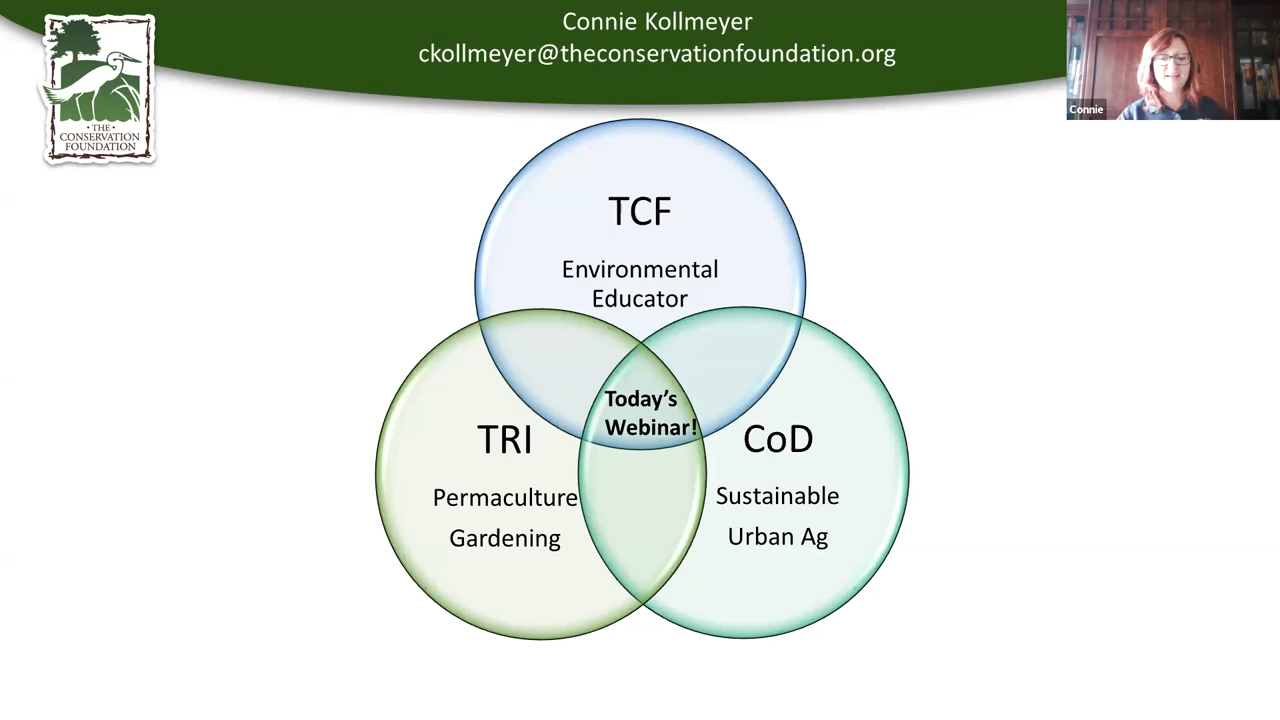 Connie Kollmeyer
ckollmeyer@theconservationfoundation.org
• THE •
CONSERVATION
FOUNDATION
Connie
TCF
Environmental
Educator
Today's
Webinar!
TRI
Permaculture
Gardening
CoD
Sustainable
Urban Ag